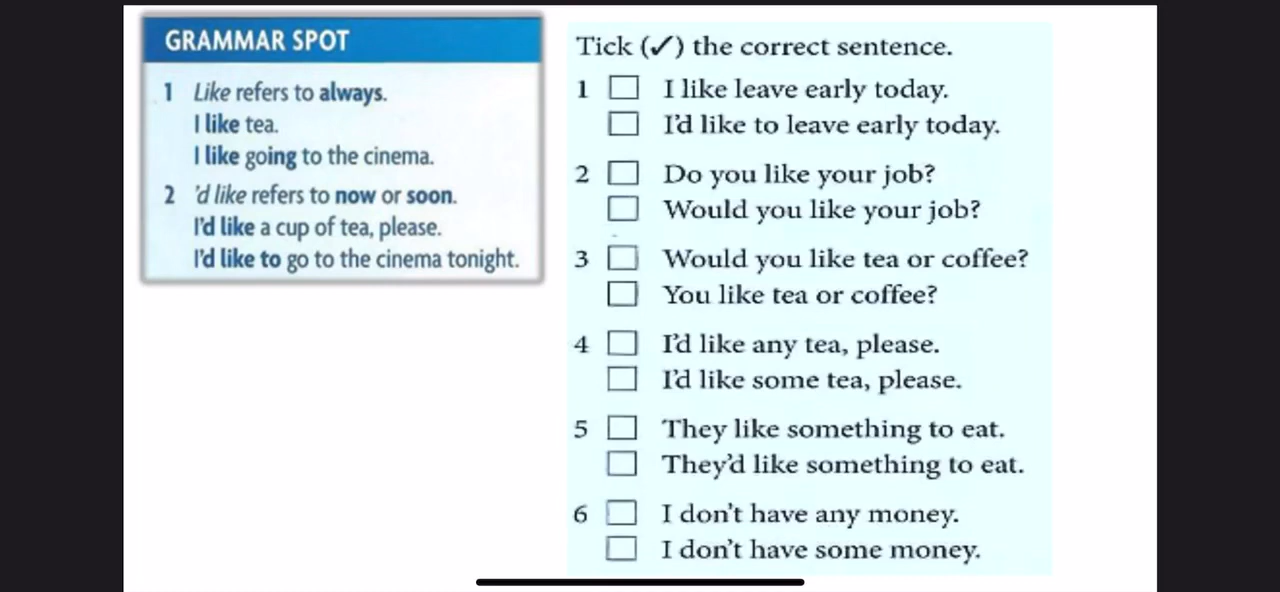 GRAMMAR SPOT
1 Like refers to always.
I like tea.
I like going to the cinema.
2 'd like refers to now or soon.
I'd like a cup of tea, please.
I'd like to go to the cinema tonight.
Tick (✓) the correct sentence.
1 I like leave early today.
I'd like to leave early today.
2 Do you like your job?
Would you like your job?
3 Would you like tea or coffee?
You like tea or coffee?
4 I'd like any tea, please.
I'd like some tea, please.
5 They like something to eat.
They'd like something to eat.
6 I don't have any money.
I don't have some money.